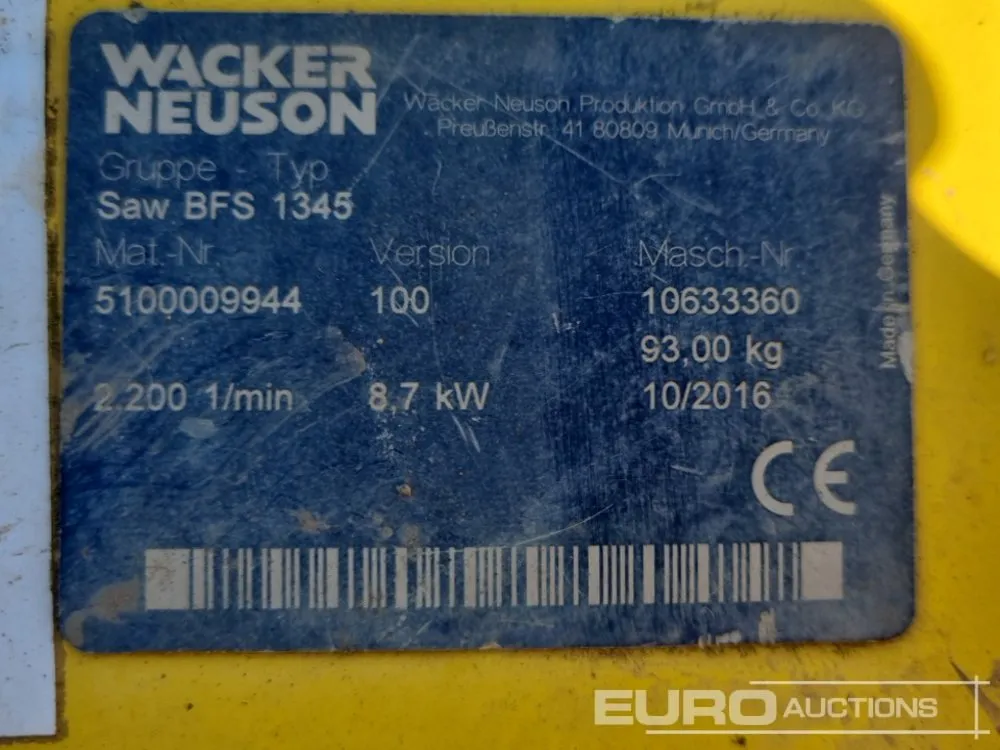 WACKER
NEUSON
Wacker Neuson Produktion GmbH & Co. KG
Preußenstr. 41 80809 Munich/Germany
Gruppe - Typ
Saw BFS 1345
Mat.-Nr. Version Masch.-Nr
5100009944 100 10633360
93,00 kg
2.200 1/min 8,7 kW 10/2016
Made in Germany
CE
EURO AUCTIONS